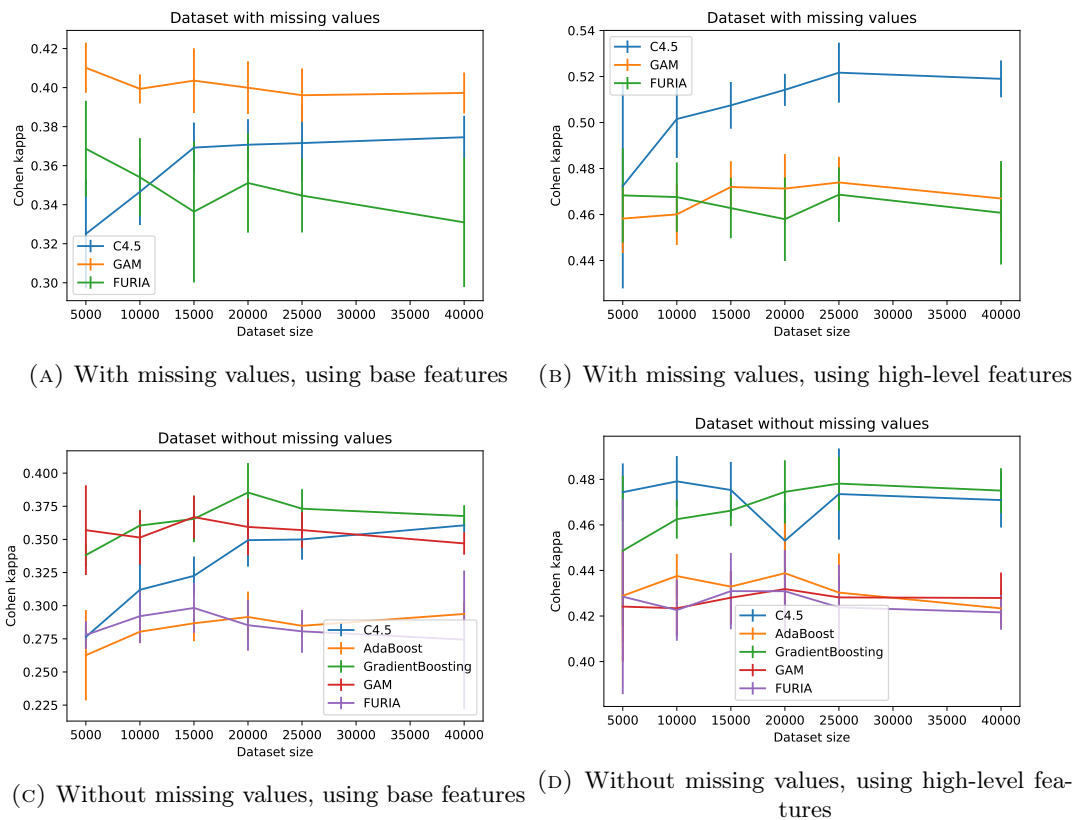 Dataset with missing values
Cohen kappa
0.42
0.40
0.38
0.36
0.34
0.32
0.30
C4.5
GAM
FURIA
5000 10000 15000 20000 25000 30000 35000 40000
Dataset size
(A) With missing values, using base features
Dataset with missing values
Cohen kappa
0.54
0.52
0.50
0.48
0.46
0.44
C4.5
GAM
FURIA
5000 10000 15000 20000 25000 30000 35000 40000
Dataset size
(B) With missing values, using high-level features
Dataset without missing values
Cohen kappa
0.400
0.375
0.350
0.325
0.300
0.275
0.250
0.225
C4.5
AdaBoost
GradientBoosting
GAM
FURIA
5000 10000 15000 20000 25000 30000 35000 40000
Dataset size
(C) Without missing values, using base features
Dataset without missing values
Cohen kappa
0.48
0.46
0.44
0.42
0.40
C4.5
AdaBoost
GradientBoosting
GAM
FURIA
5000 10000 15000 20000 25000 30000 35000 40000
Dataset size
(D) Without missing values, using high-level fea-
tures